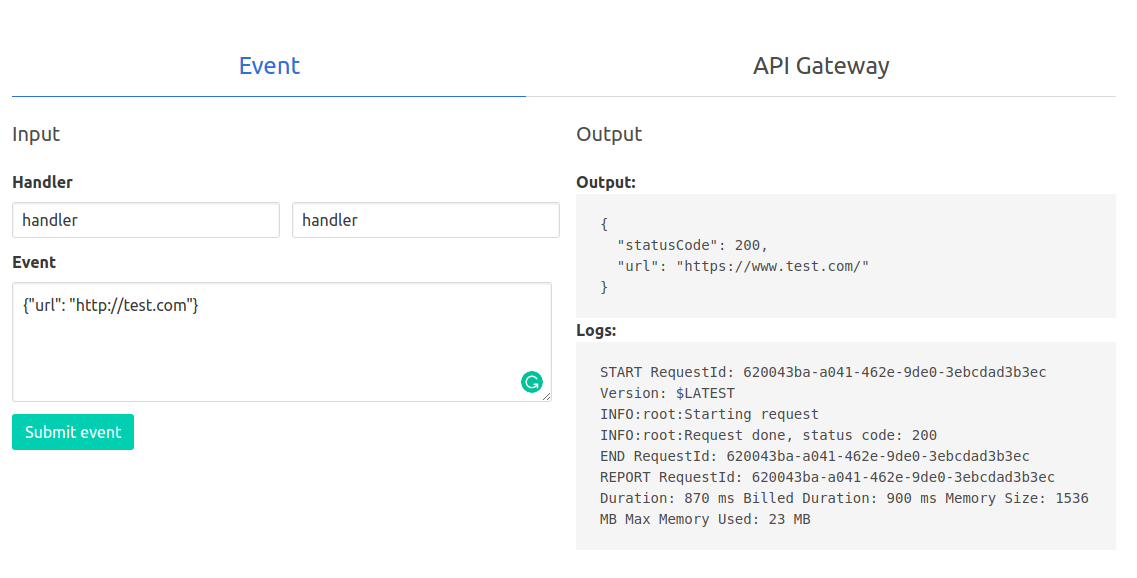 Event
API Gateway
Input
Output
Handler
handler
handler
Event
{"url": "http://test.com"}
Submit event
Output:
{
  "statusCode": 200,
  "url": "https://www.test.com/"
}
Logs:
START RequestId: 620043ba-a041-462e-9de0-3ebcdad3b3ec
Version: $LATEST
INFO:root:Starting request
INFO:root:Request done, status code: 200
END RequestId: 620043ba-a041-462e-9de0-3ebcdad3b3ec
REPORT RequestId: 620043ba-a041-462e-9de0-3ebcdad3b3ec
Duration: 870 ms Billed Duration: 900 ms Memory Size: 1536
MB Max Memory Used: 23 MB